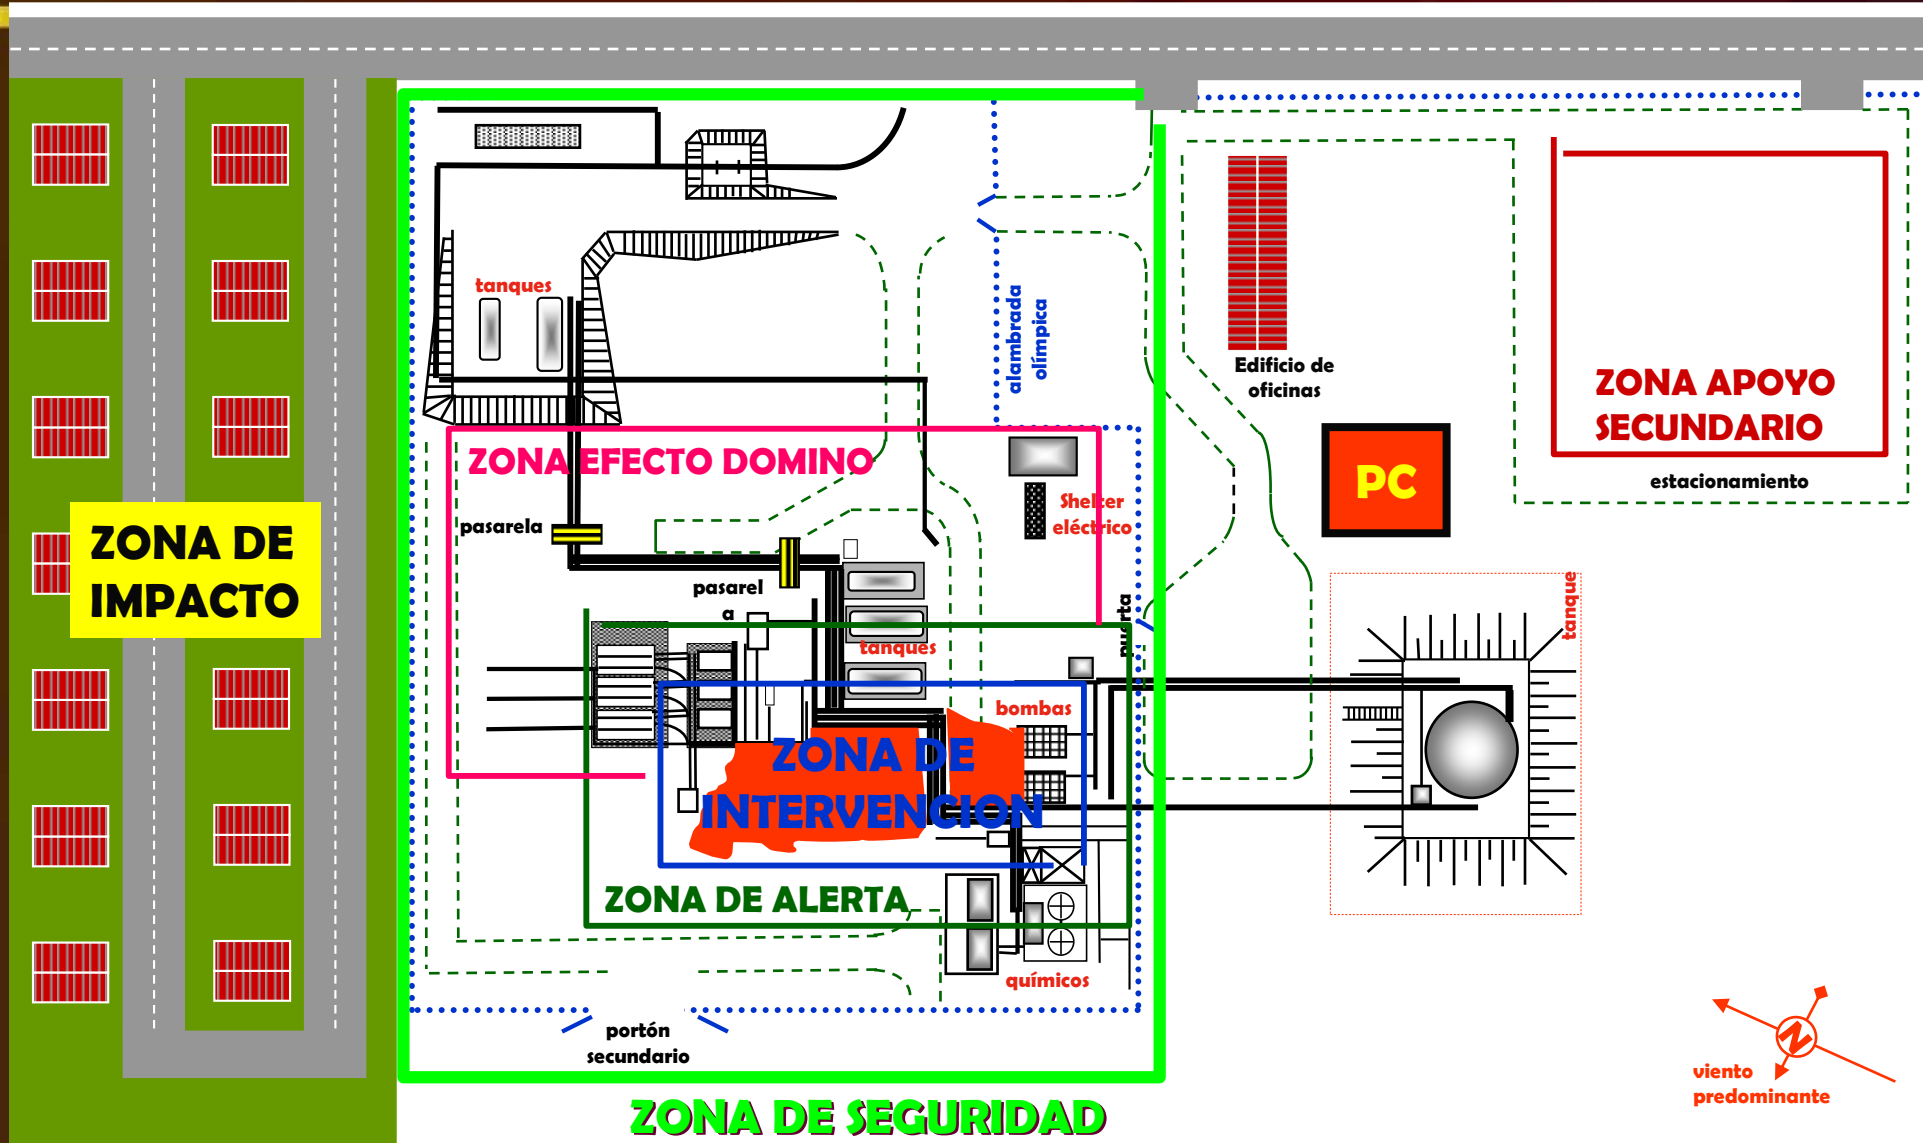 tanques
alambrada
olímpica
Edificio de
oficinas
ZONA APOYO
SECUNDARIO
estacionamiento
PC
ZONA EFECTO DOMINO
pasarela
Shelter
eléctrico
ZONA DE
IMPACTO
pasarel
a
puerta
tanque
tanques
bombas
ZONA DE
INTERVENCION
ZONA DE ALERTA
químicos
portón
secundario
N
viento
predominante
ZONA DE SEGURIDAD